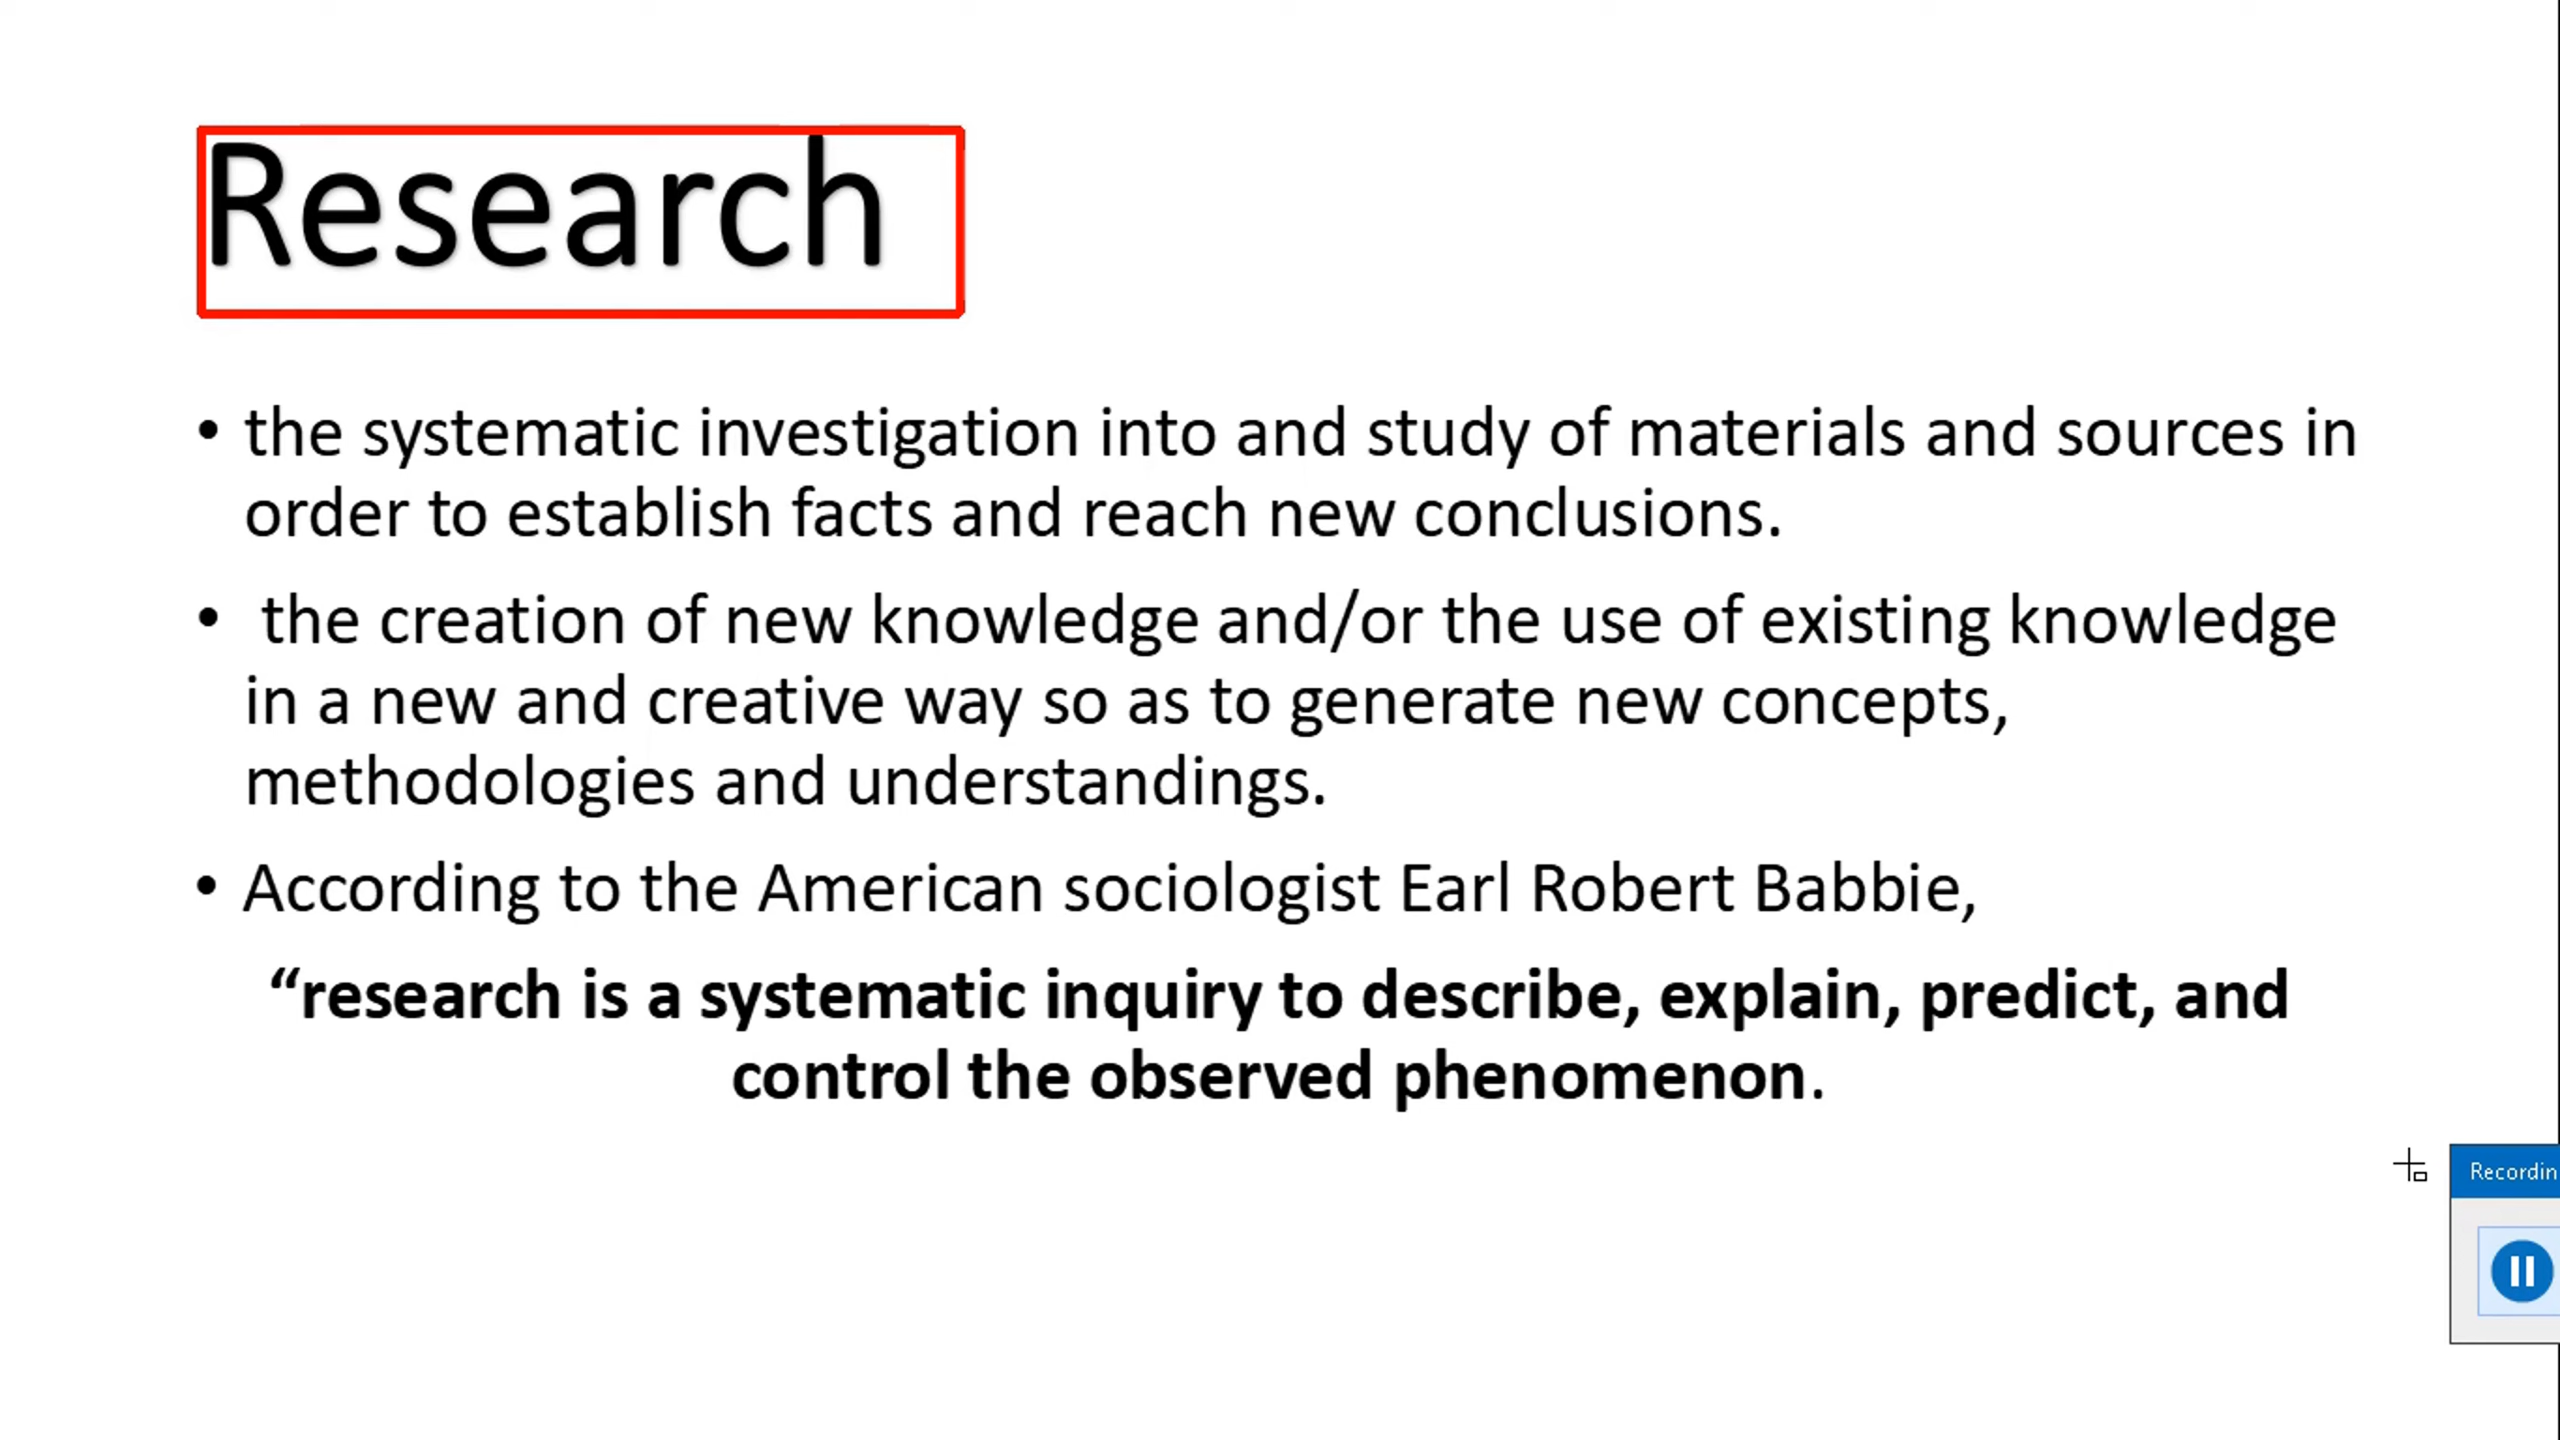 Research
• the systematic investigation into and study of materials and sources in
order to establish facts and reach new conclusions.
• the creation of new knowledge and/or the use of existing knowledge
in a new and creative way so as to generate new concepts,
methodologies and understandings.
• According to the American sociologist Earl Robert Babbie,
“research is a systematic inquiry to describe, explain, predict, and
control the observed phenomenon.
Recordin